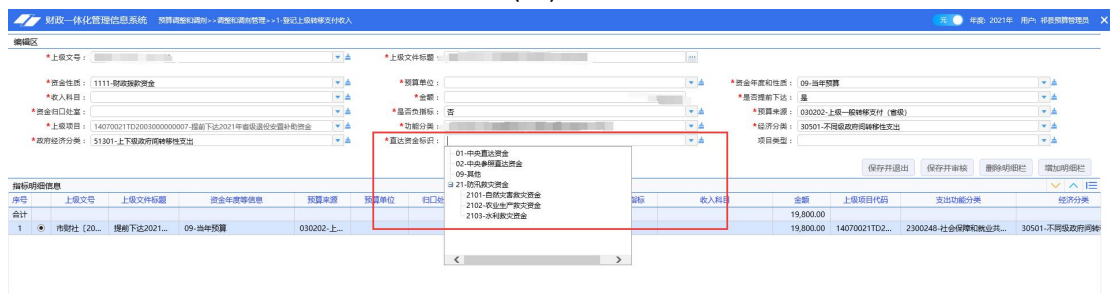 财政一体化管理信息系统 预算调整和调剂>>调整和调剂管理>>1-登记上级转移支付收入 元 年度: 2021年 用户: 祁县预算管理员 ×
编辑区
*上级文号: *上级文件标题: ...
*资金性质: 1111-财政拨款资金 *预算单位: *资金年度和性质: 09-当年预算
*收入科目: *金额: *是否提前下达: 是
*资金归口处室: *是否负指标: 否 *预算来源: 030202-上级一般转移支付(省级)
*上级项目: 14070021TD2003000000007-提前下达2021年省级退役安置补助资金 *功能分类: *经济分类: 30501-不同级政府间转移性支出
*政府经济分类: 51301-上下级政府间转移性支出 *直达资金标识: 项目类型:
01-中央直达资金
02-中央参照直达资金
09-其他
21-防汛救灾资金
2101-自然灾害救灾资金
2102-农业生产救灾资金
2103-水利救灾资金
保存并退出 保存并审核 删除明细栏 增加明细栏
指标明细信息
序号 上级文号 上级文件标题 资金年度等信息 预算来源 预算单位 归口处 指标 收入科目 金额 上级项目代码 支出功能分类 经济分类
合计 19,800.00
1 市财社【20... 提前下达2021... 09-当年预算 030202-上... 19,800.00 14070021TD2... 2300248-社会保障和就业共... 30501-不同级政府间转